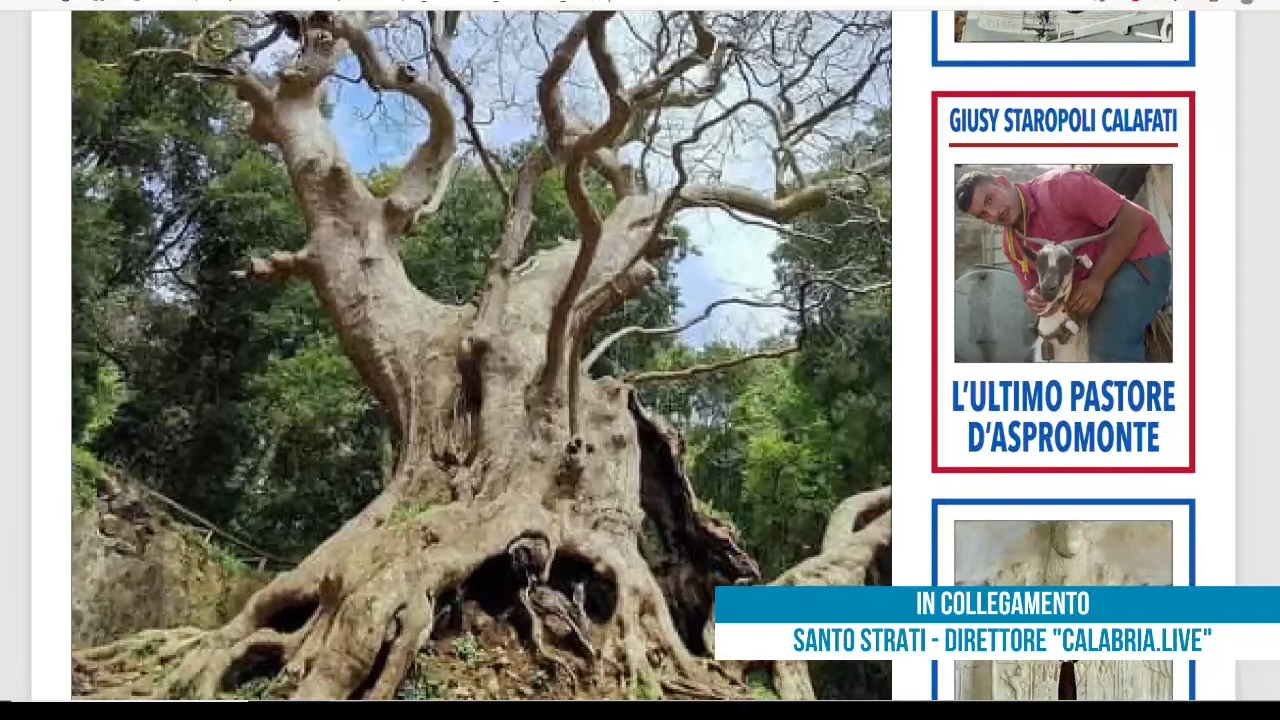 GIUSY STAROPOLI CALAFATI
L'ULTIMO PASTORE
D'ASPROMONTE
IN COLLEGAMENTO
SANTO STRATI - DIRETTORE "CALABRIA.LIVE"